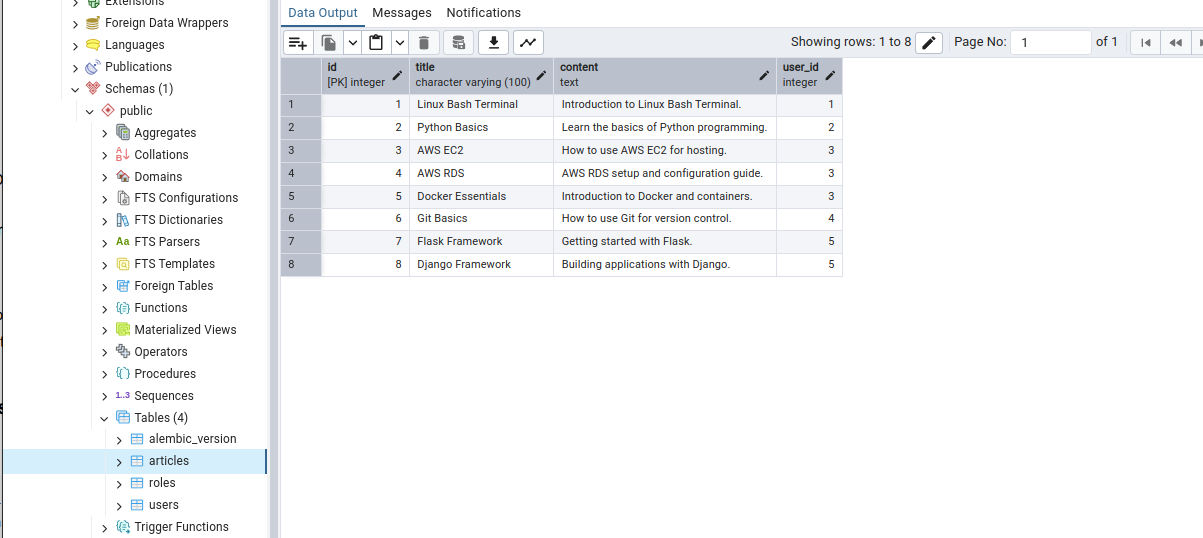 Extensions
Foreign Data Wrappers
Languages
Publications
Schemas (1)
public
Aggregates
Collations
Domains
FTS Configurations
FTS Dictionaries
FTS Parsers
FTS Templates
Foreign Tables
Functions
Materialized Views
Operators
Procedures
1..3 Sequences
Tables (4)
alembic_version
articles
roles
users
Trigger Functions
Data Output Messages Notifications
Showing rows: 1 to 8 Page No: 1 of 1
id title content user_id
[PK] integer character varying (100) text integer
1 1 Linux Bash Terminal Introduction to Linux Bash Terminal. 1
2 2 Python Basics Learn the basics of Python programming. 2
3 3 AWS EC2 How to use AWS EC2 for hosting. 3
4 4 AWS RDS AWS RDS setup and configuration guide. 3
5 5 Docker Essentials Introduction to Docker and containers. 3
6 6 Git Basics How to use Git for version control. 4
7 7 Flask Framework Getting started with Flask. 5
8 8 Django Framework Building applications with Django. 5